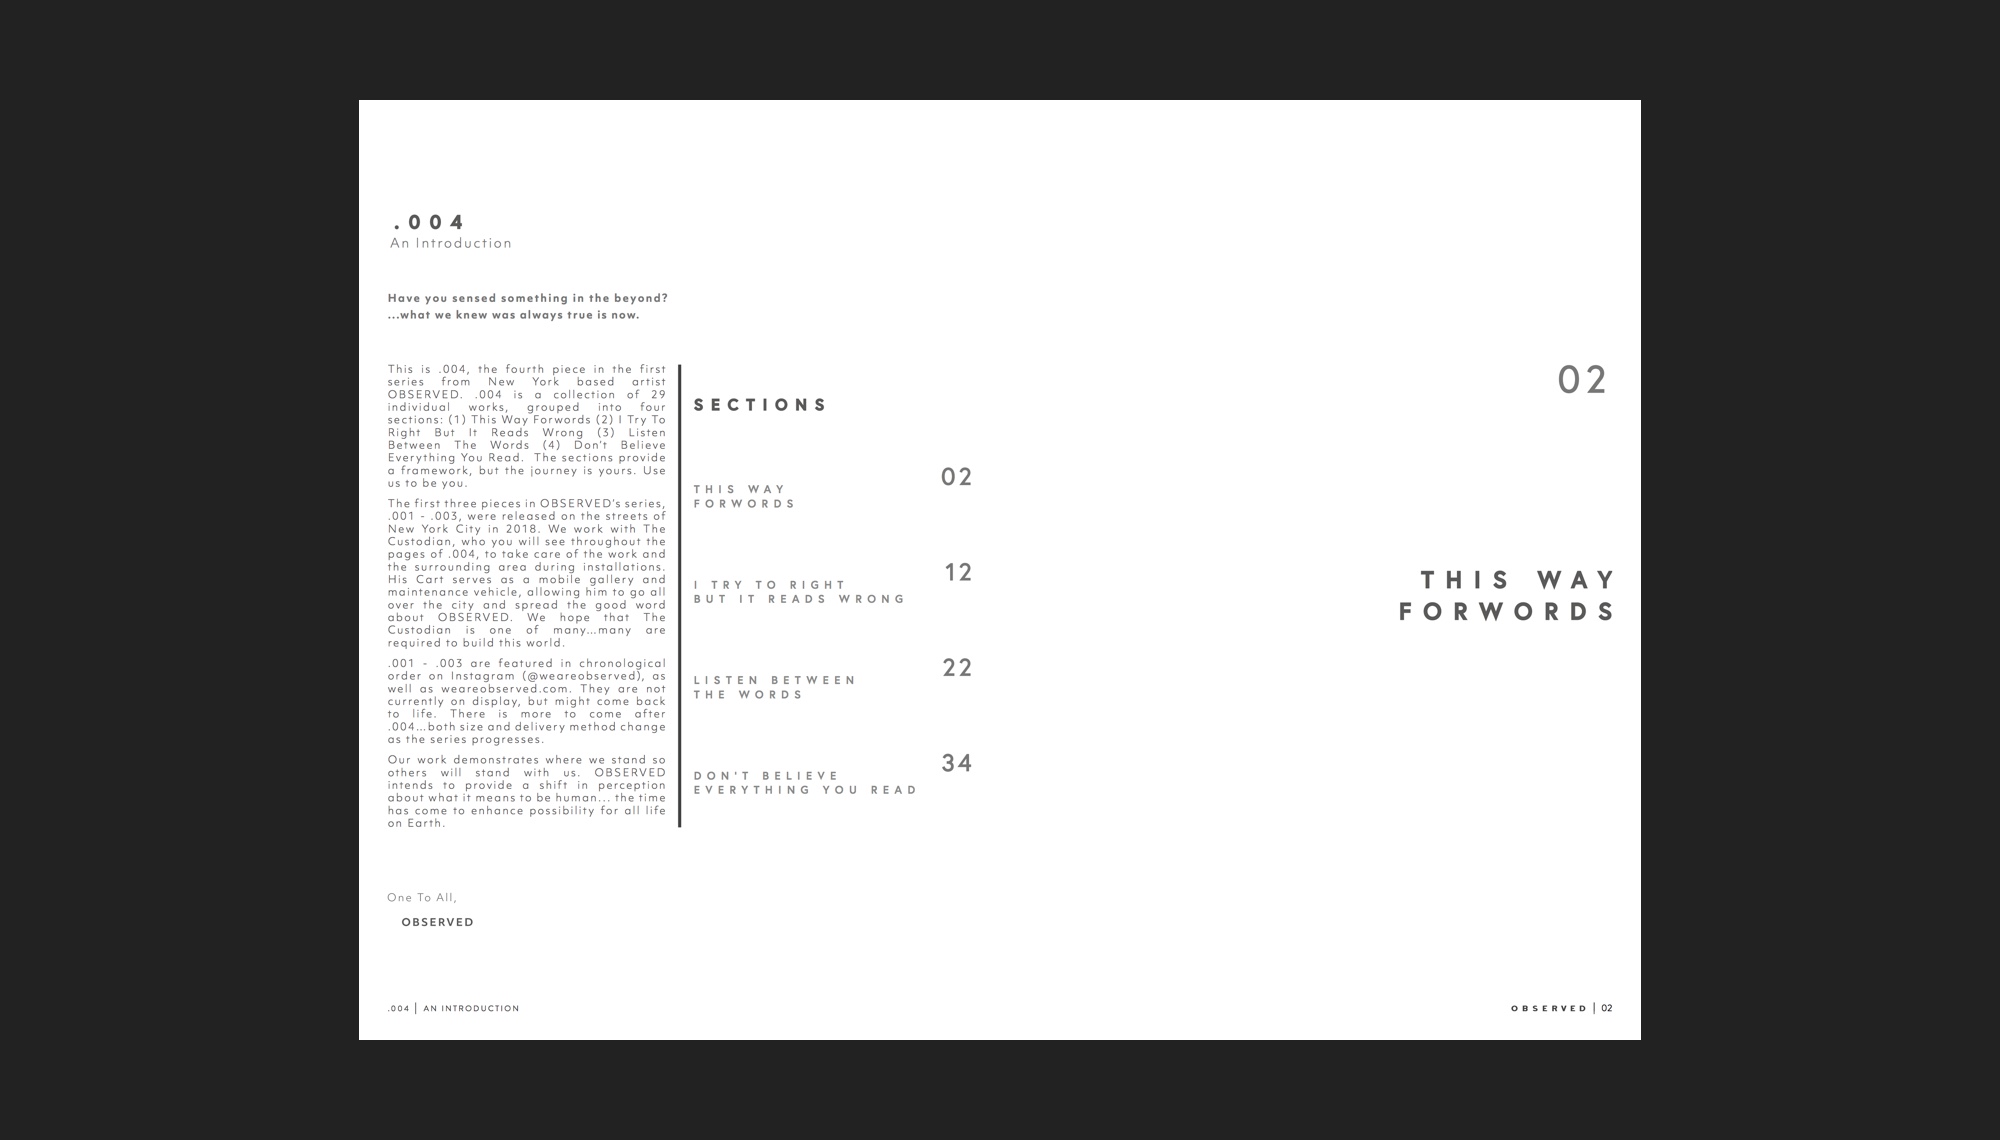 .004
An Introduction
Have you sensed something in the beyond?
...what we knew was always true is now.
This is .004, the fourth piece in the first
series from New York based artist
OBSERVED. .004 is a collection of 29
individual works, grouped into four
sections: (1) This Way Forwords (2) I Try To
Right But It Reads Wrong (3) Listen
Between The Words (4) Don't Believe
Everything You Read. The sections provide
a framework, but the journey is yours. Use
us to be you.
The first three pieces in OBSERVED's series,
.001 - .003, were released on the streets of
New York City in 2018. We work with The
Custodian, who you will see throughout the
pages of .004, to take care of the work and
the surrounding area during installations.
His Cart serves as a mobile gallery and
maintenance vehicle, allowing him to go all
over the city and spread the good word
about OBSERVED. We hope that The
Custodian is one of many...many are
required to build this world.
.001 - .003 are featured in chronological
order on Instagram (@weareobserved), as
well as weareobserved.com. They are not
currently on display, but might come back
to life. There is more to come after
.004...both size and delivery method change
as the series progresses.
Our work demonstrates where we stand so
others will stand with us. OBSERVED
intends to provide a shift in perception
about what it means to be human... the time
has come to enhance possibility for all life
on Earth.
One To All,
OBSERVED
.004 | AN INTRODUCTION
SECTIONS
02
THIS WAY
FORWORDS
12
I TRY TO RIGHT
BUT IT READS WRONG
22
LISTEN BETWEEN
THE WORDS
34
DON'T BELIEVE
EVERYTHING YOU READ
02
THIS WAY
FORWORDS
OBSERVED | 02